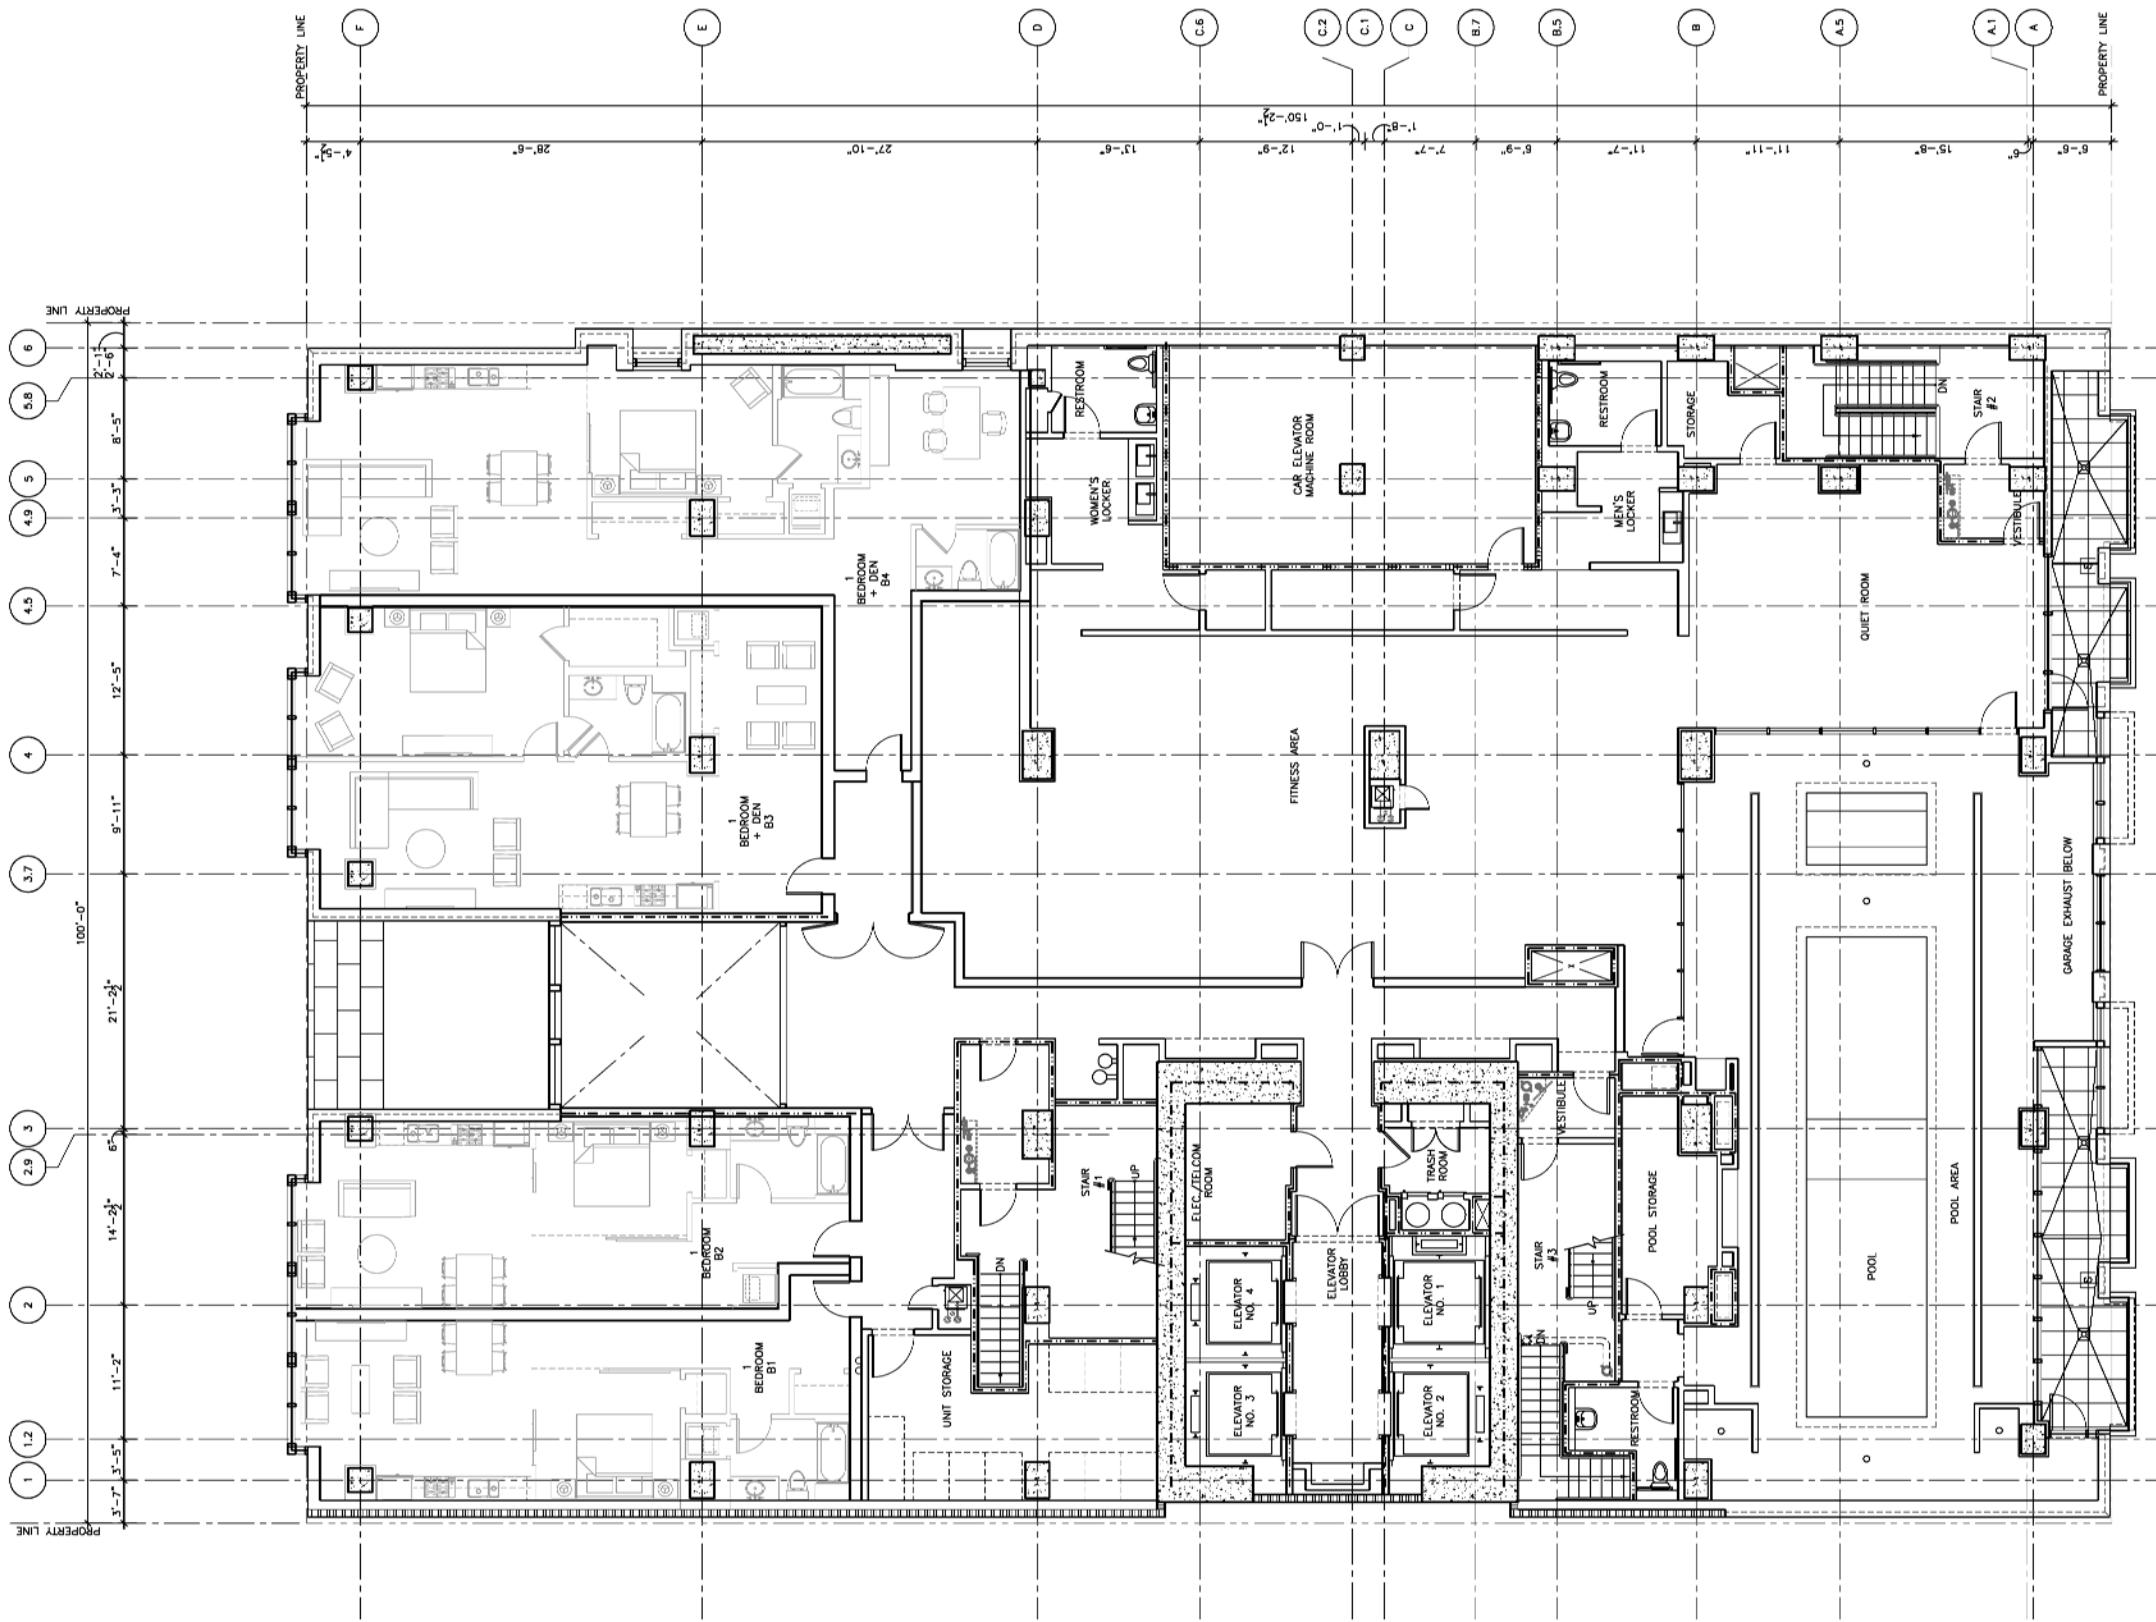 PROPERTY LINE
F
E
D
C.6
C.2
C.1
C
B.7
B.5
B
A.5
A.1
A
PROPERTY LINE
150'-2½"
4'-5½"
28'-6"
27'-10"
13'-6"
12'-9"
1'-0"
1'-8"
7'-7"
6'-9"
11'-7"
11'-11"
15'-8"
6"
6'-6"
PROPERTY LINE
6
5.8
5
4.9
4.5
4
3.7
3
2.9
2
1.2
1
PROPERTY LINE
100'-0"
2'-1"
2'-6"
8'-5"
3'-3"
7'-4"
12'-5"
9'-11"
21'-2½"
6"
14'-2½"
11'-2"
3'-5"
3'-7"
1
BEDROOM
+ DEN
B4
1
BEDROOM
+ DEN
B3
1
BEDROOM
B2
1
BEDROOM
B1
RESTROOM
WOMEN'S
LOCKER
CAR ELEVATOR
MACHINE ROOM
RESTROOM
MEN'S
LOCKER
STORAGE
DN
STAIR
#2
VESTIBULE
QUIET ROOM
FITNESS AREA
GARAGE EXHAUST BELOW
UNIT STORAGE
DN
STAIR
#1
UP
ELEC./TELCOM
ROOM
TRASH
ROOM
ELEVATOR
LOBBY
ELEVATOR
NO. 4
ELEVATOR
NO. 3
ELEVATOR
NO. 1
ELEVATOR
NO. 2
VESTIBULE
STAIR
#3
UP
DN
POOL STORAGE
RESTROOM
POOL
POOL AREA
S
S